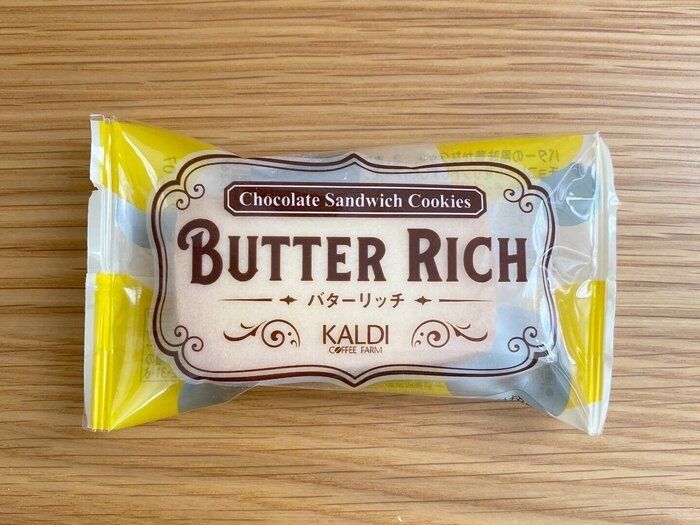 Chocolate Sandwich Cookies
BUTTER RICH
バターリッチ
KALDI
COFFEE FARM